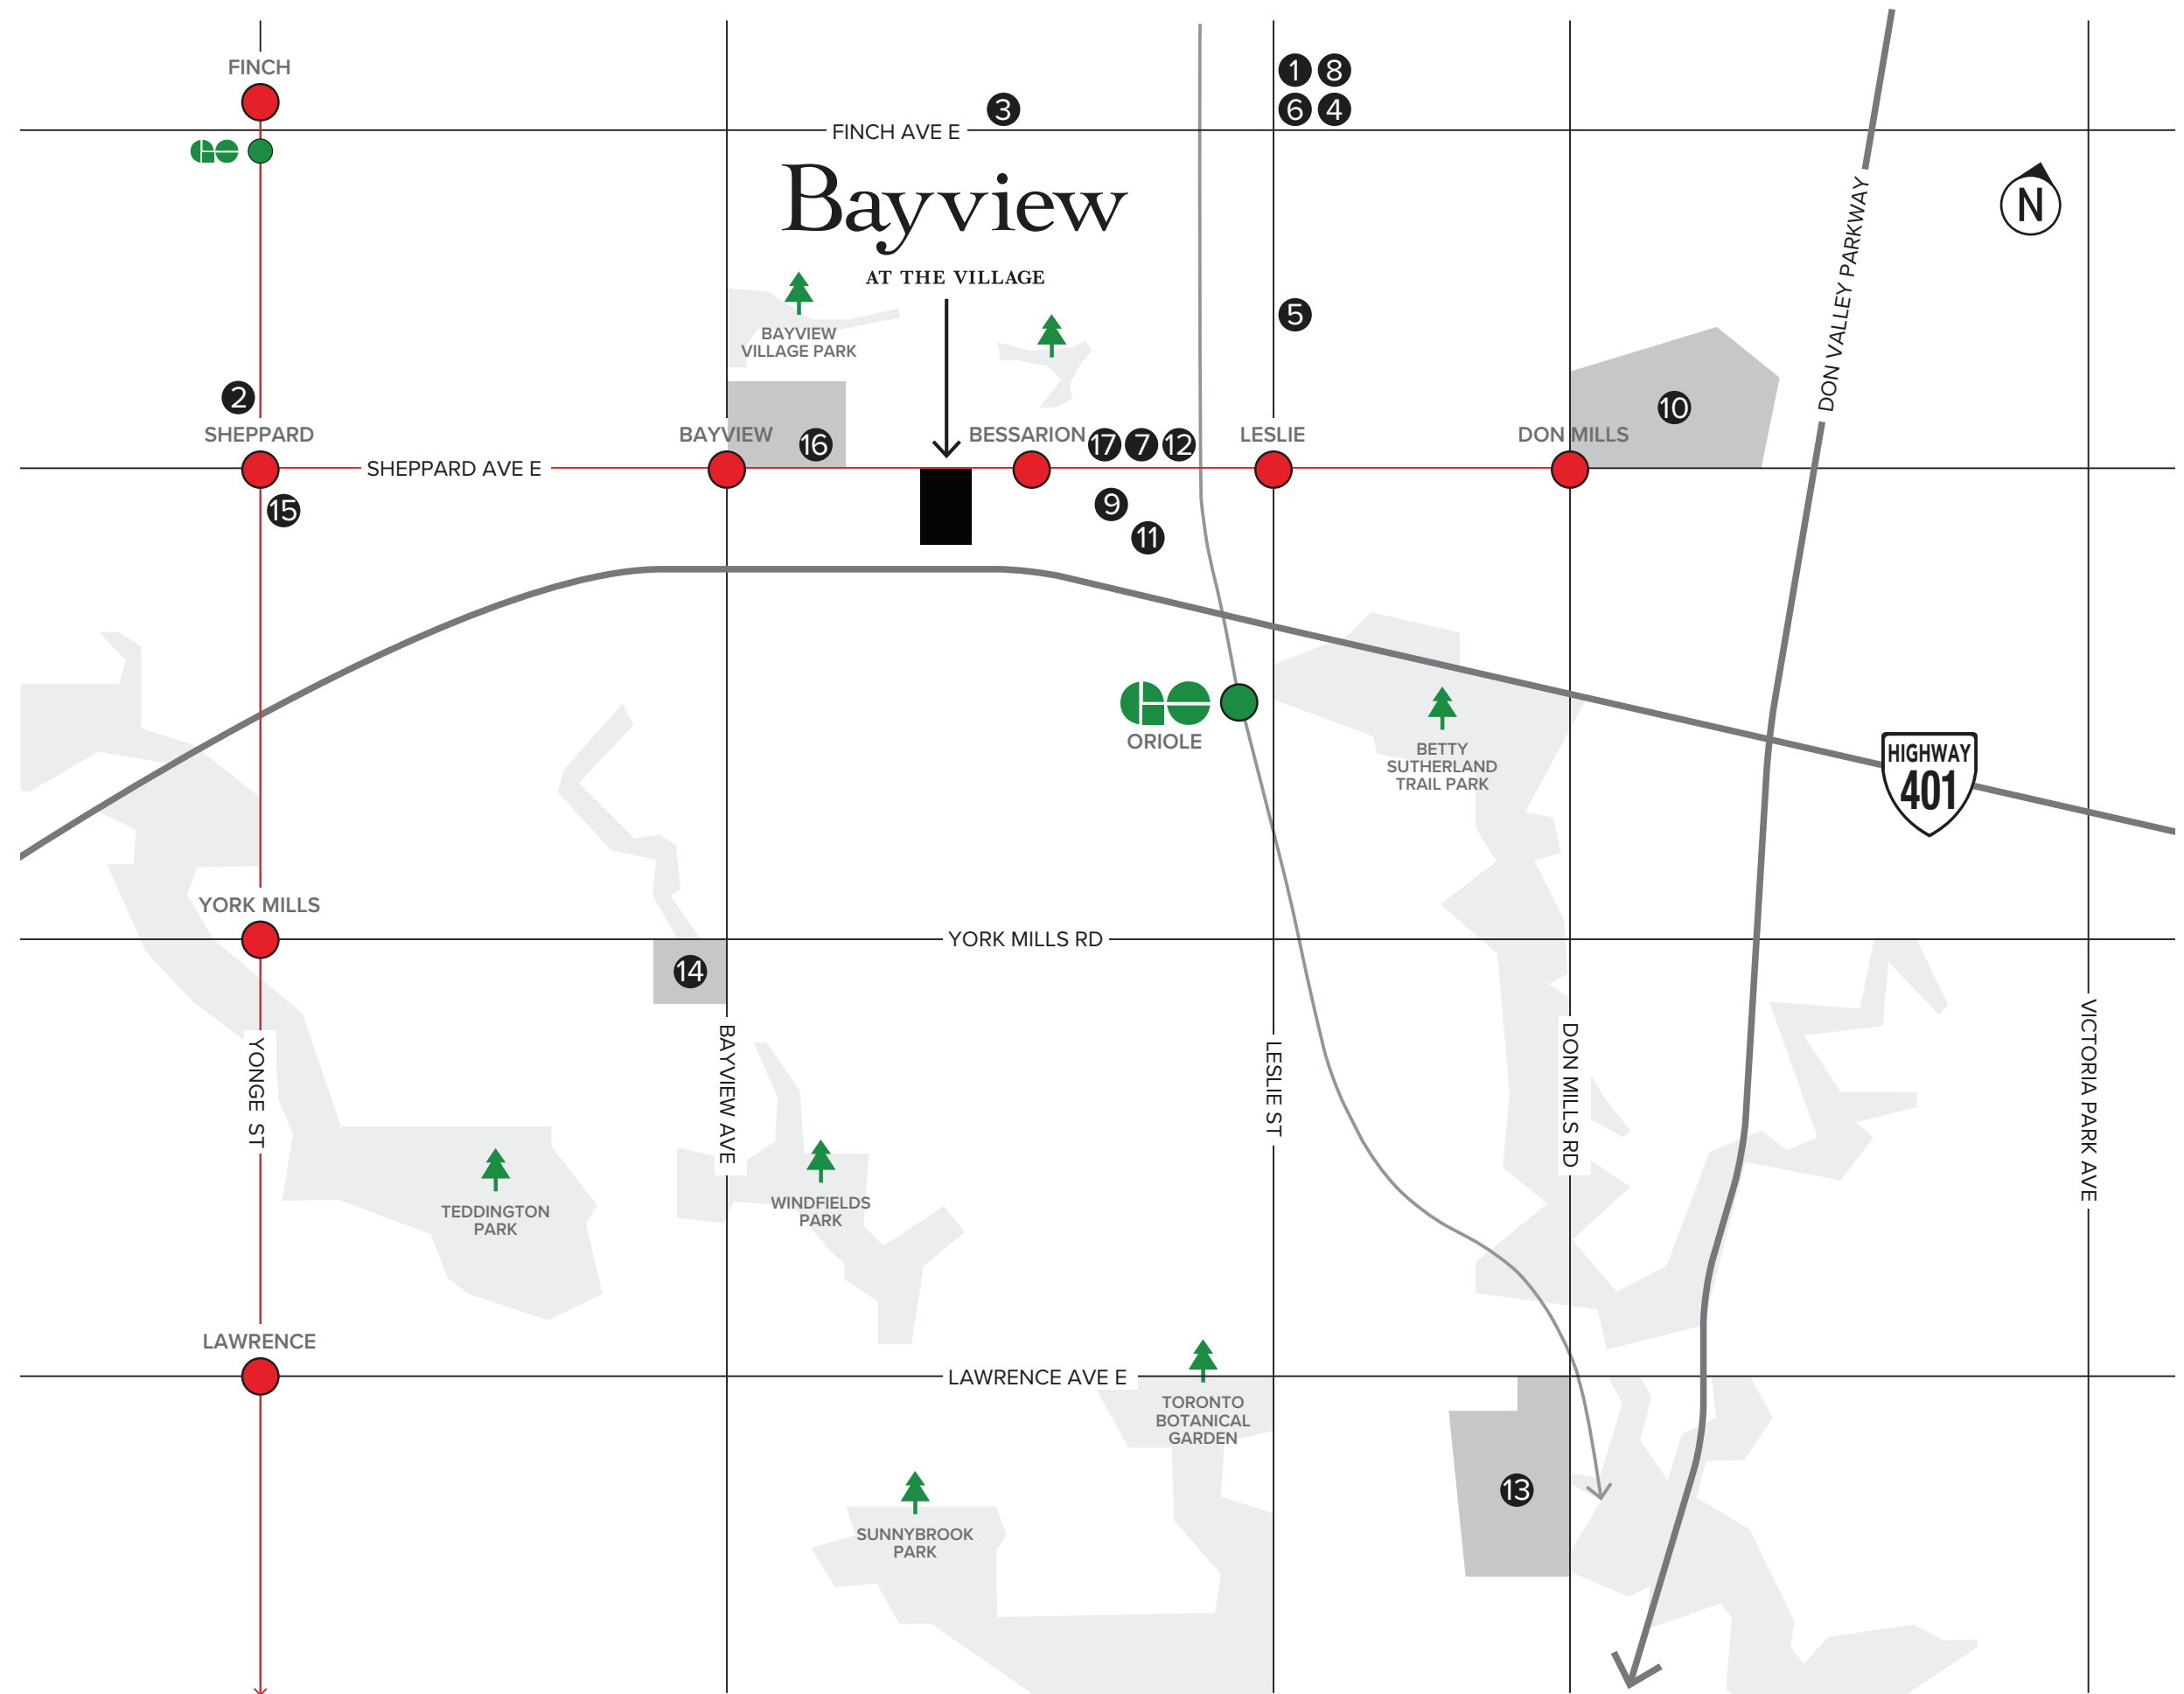 FINCH
1 8
6 4
3
FINCH AVE E
GO
Bayview
AT THE VILLAGE
N
DON VALLEY PARKWAY
BAYVIEW
VILLAGE PARK
5
2
10
SHEPPARD
BAYVIEW
16
BESSARION
17 7 12
LESLIE
DON MILLS
SHEPPARD AVE E
15
9
11
GO
ORIOLE
BETTY
SUTHERLAND
TRAIL PARK
HIGHWAY
401
YORK MILLS
YORK MILLS RD
14
YONGE ST
BAYVIEW AVE
LESLIE ST
DON MILLS RD
VICTORIA PARK AVE
TEDDINGTON
PARK
WINDFIELDS
PARK
LAWRENCE
LAWRENCE AVE E
TORONTO
BOTANICAL
GARDEN
13
SUNNYBROOK
PARK